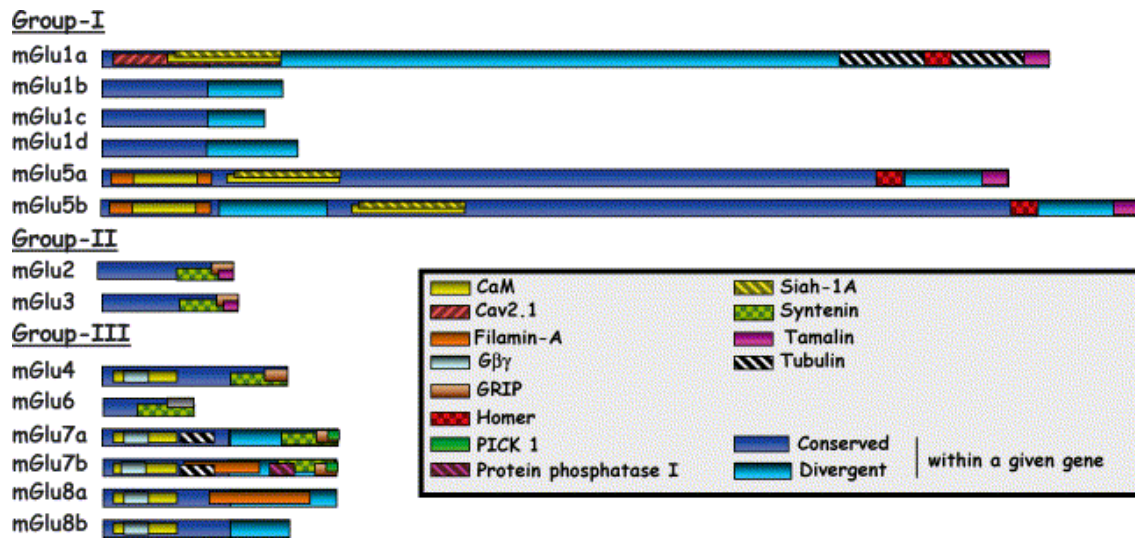 Group-I
mGlu1a
mGlu1b
mGlu1c
mGlu1d
mGlu5a
mGlu5b
Group-II
mGlu2
mGlu3
Group-III
mGlu4
mGlu6
mGlu7a
mGlu7b
mGlu8a
mGlu8b
CaM
Cav2.1
Filamin-A
Gβγ
GRIP
Homer
PICK 1
Protein phosphatase I
Siah-1A
Syntenin
Tamalin
Tubulin
Conserved
Divergent
within a given gene